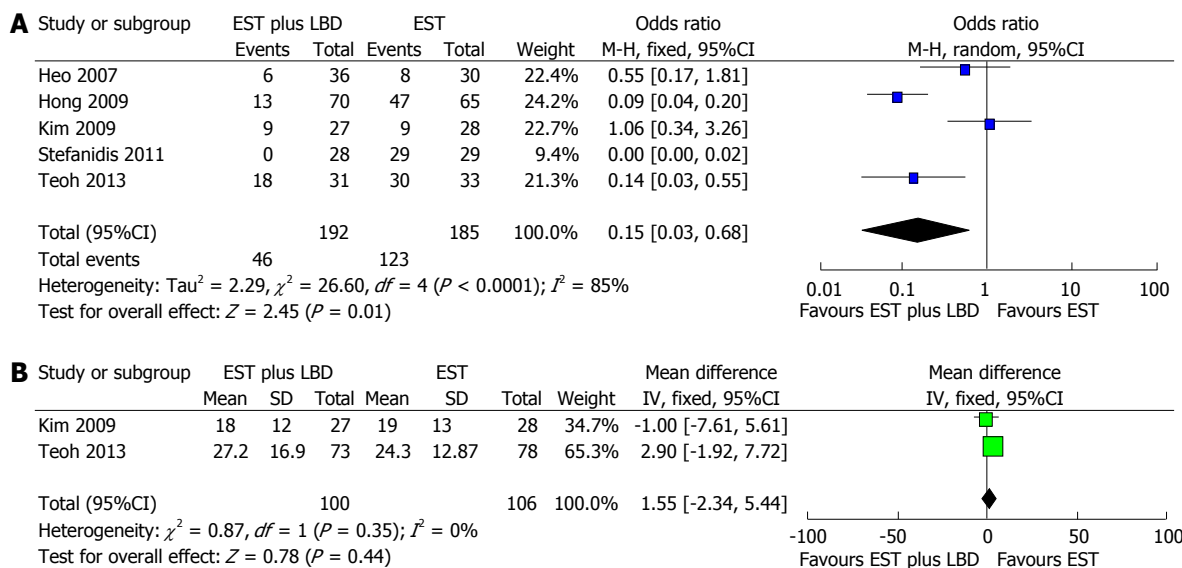 A Study or subgroup EST plus LBD EST Odds ratio Odds ratio
Events Total Events Total Weight M-H, fixed, 95%CI M-H, random, 95%CI
Heo 2007 6 36 8 30 22.4% 0.55 [0.17, 1.81]
Hong 2009 13 70 47 65 24.2% 0.09 [0.04, 0.20]
Kim 2009 9 27 9 28 22.7% 1.06 [0.34, 3.26]
Stefanidis 2011 0 28 29 29 9.4% 0.00 [0.00, 0.02]
Teoh 2013 18 31 30 33 21.3% 0.14 [0.03, 0.55]
Total (95%CI) 192 185 100.0% 0.15 [0.03, 0.68]
Total events 46 123
Heterogeneity: Tau² = 2.29, χ² = 26.60, df = 4 (P < 0.0001); I² = 85%
Test for overall effect: Z = 2.45 (P = 0.01)
0.01 0.1 1 10 100
Favours EST plus LBD Favours EST
B Study or subgroup EST plus LBD EST Mean difference Mean difference
Mean SD Total Mean SD Total Weight IV, fixed, 95%CI IV, fixed, 95%CI
Kim 2009 18 12 27 19 13 28 34.7% -1.00 [-7.61, 5.61]
Teoh 2013 27.2 16.9 73 24.3 12.87 78 65.3% 2.90 [-1.92, 7.72]
Total (95%CI) 100 106 100.0% 1.55 [-2.34, 5.44]
Heterogeneity: χ² = 0.87, df = 1 (P = 0.35); I² = 0%
Test for overall effect: Z = 0.78 (P = 0.44)
-100 -50 0 50 100
Favours EST plus LBD Favours EST